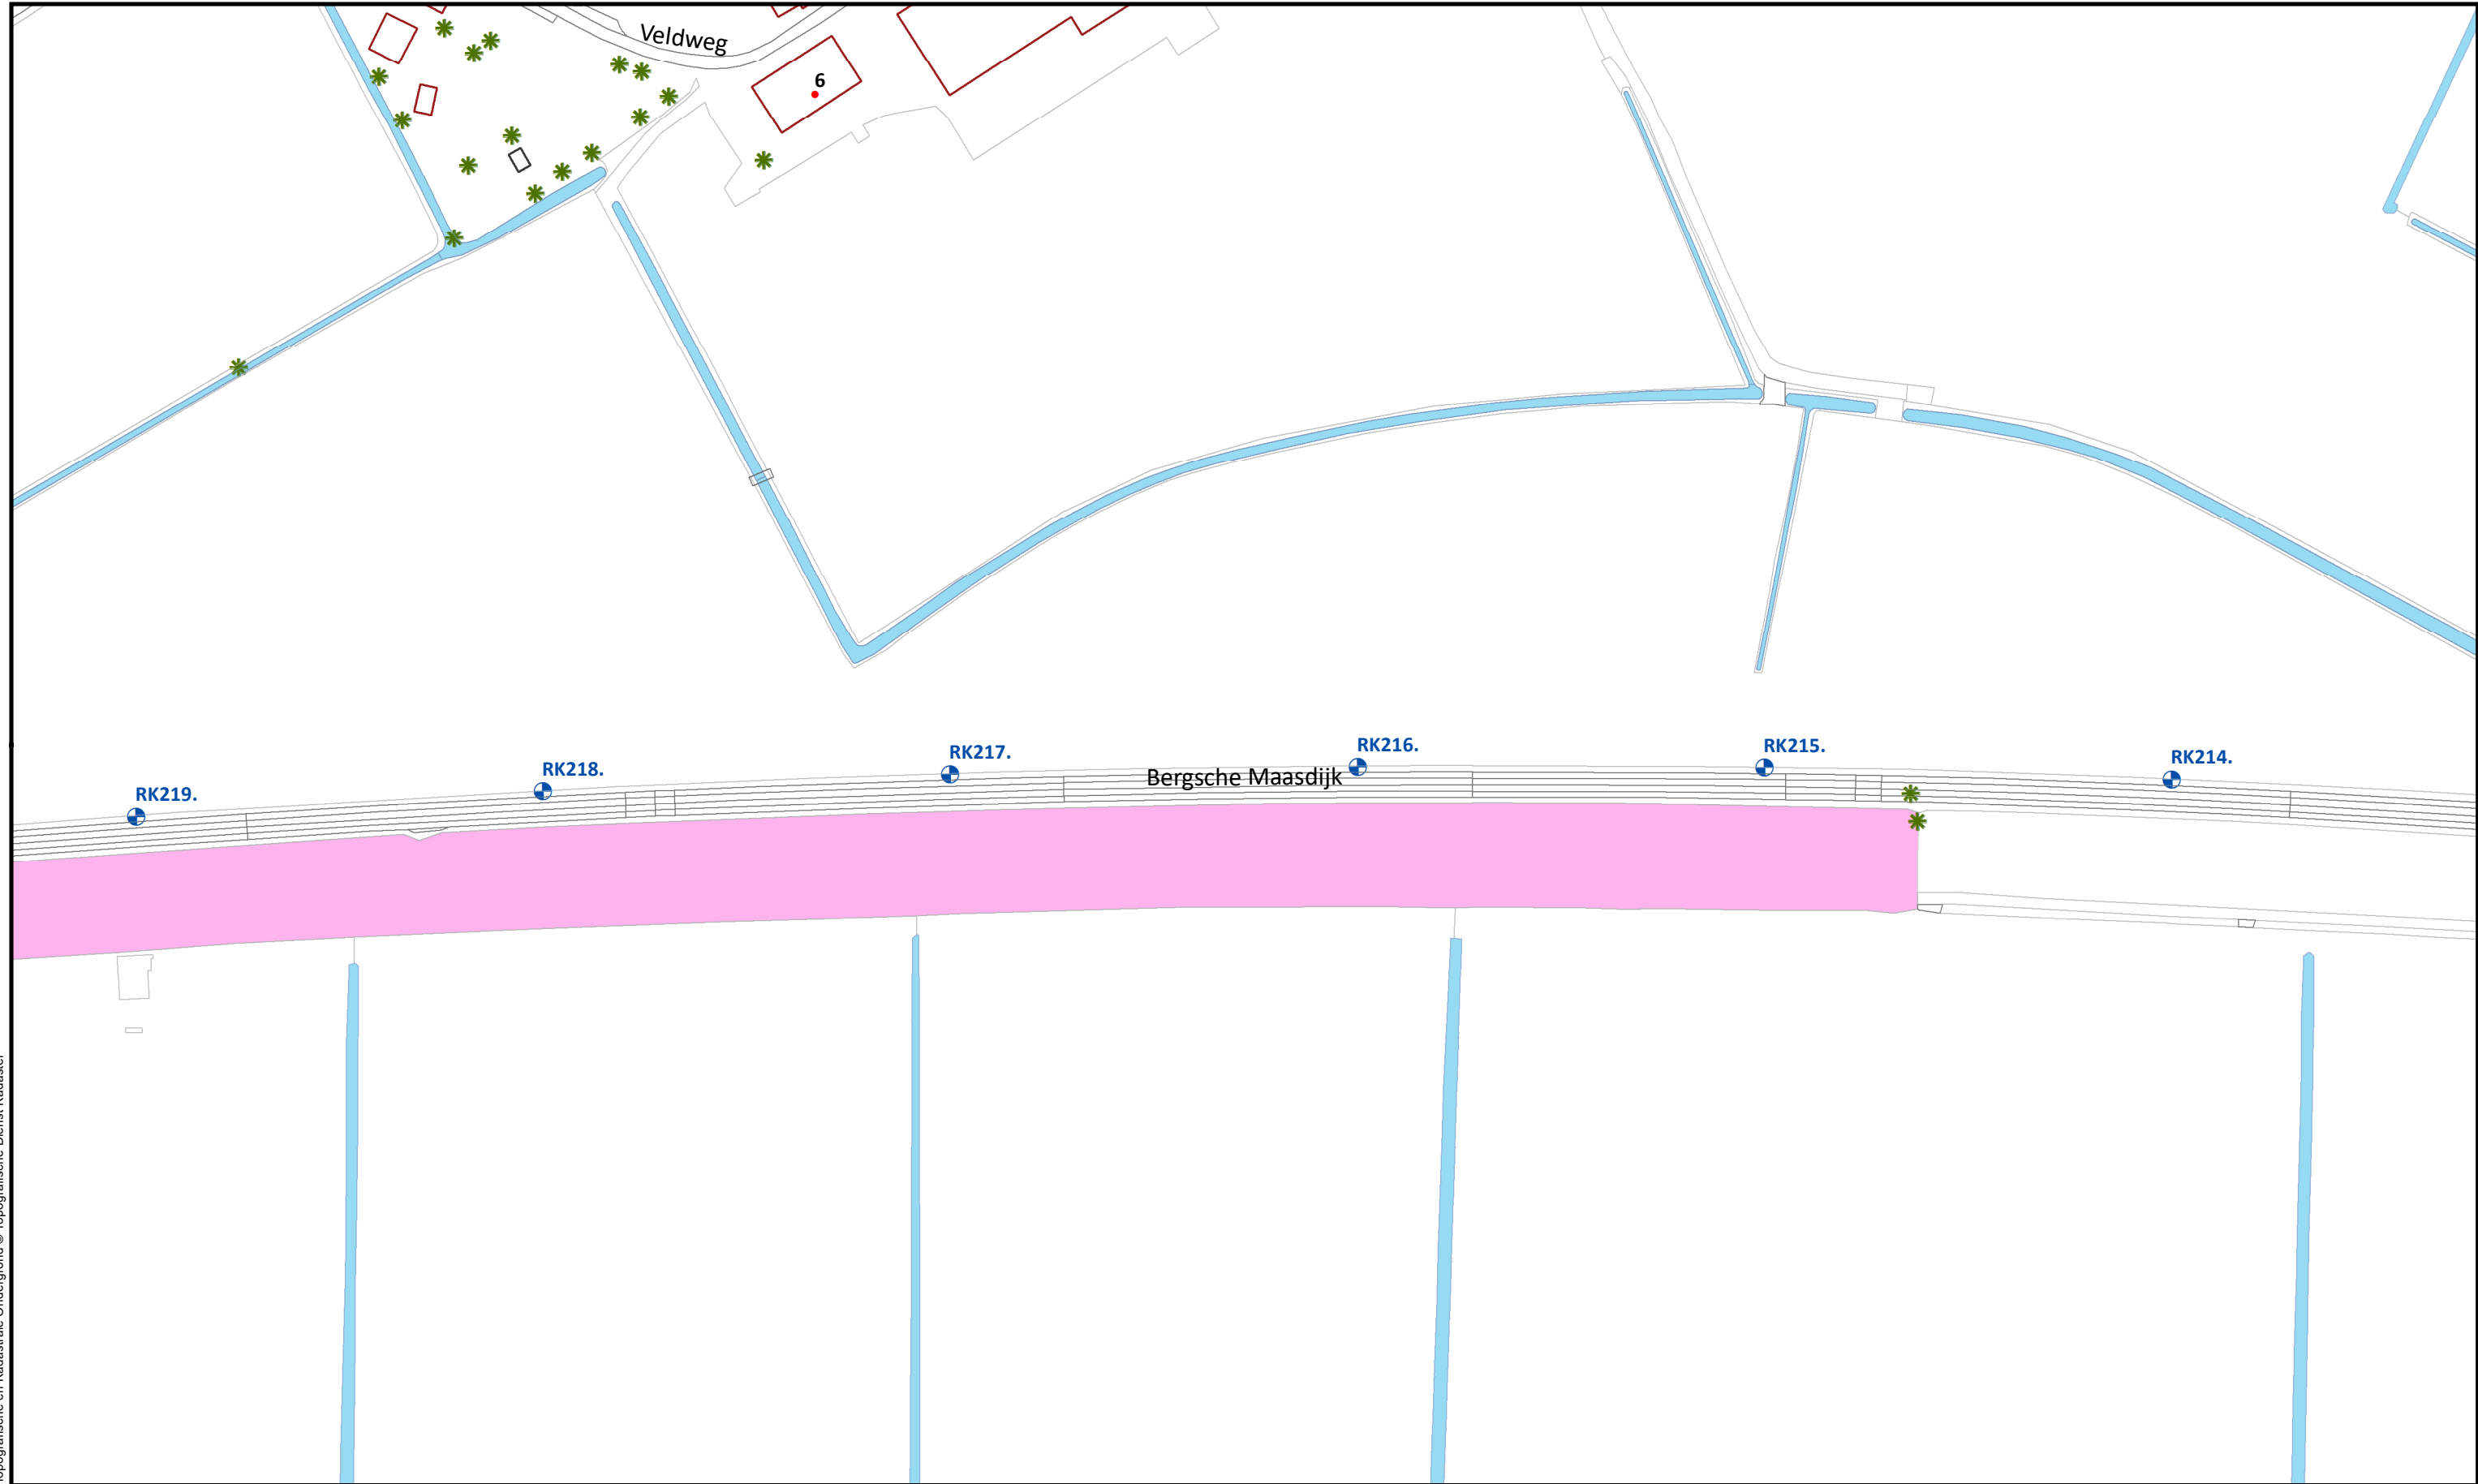 Veldweg
6
RK219.
RK218.
RK217.
RK216.
RK215.
RK214.
Bergsche Maasdijk